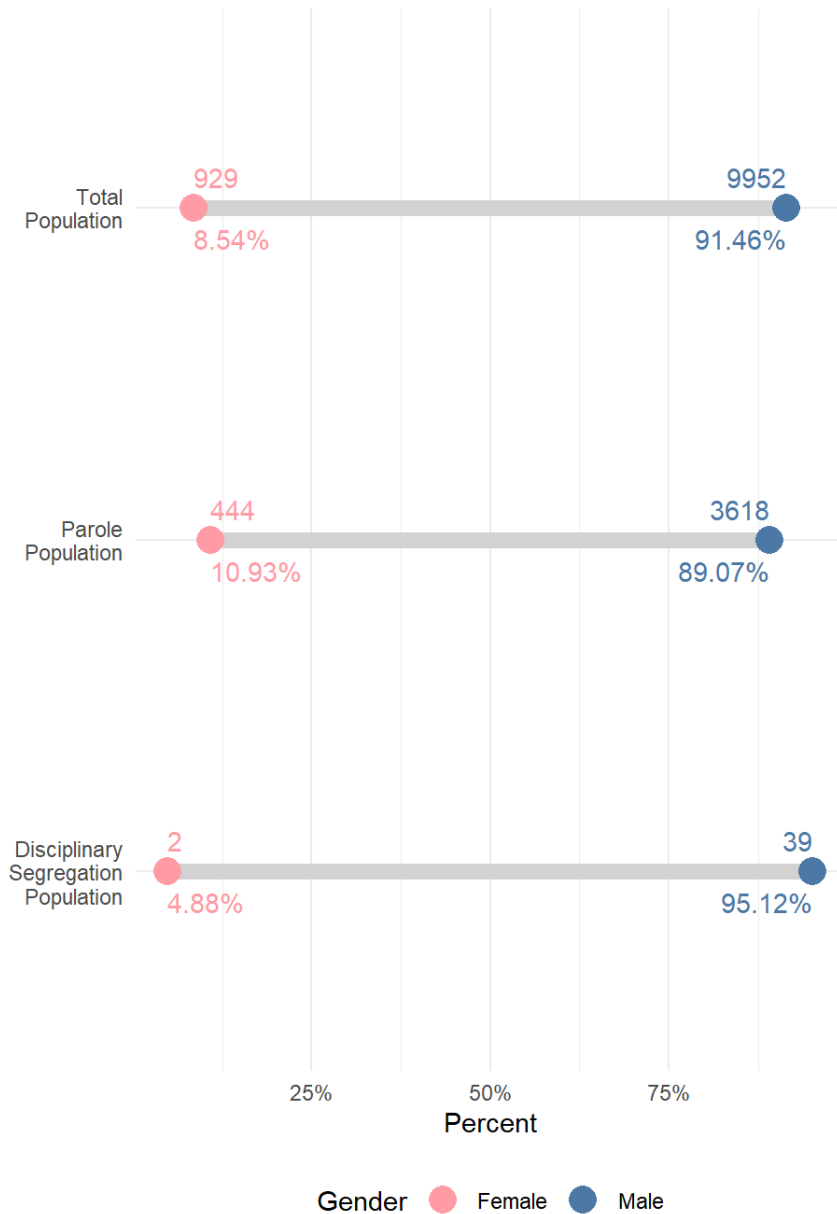 929
9952
Total
Population
8.54%
91.46%
444
3618
Parole
Population
10.93%
89.07%
2
39
Disciplinary
Segregation
Population
4.88%
95.12%
25%
50%
75%
Percent
Gender
Female
Male